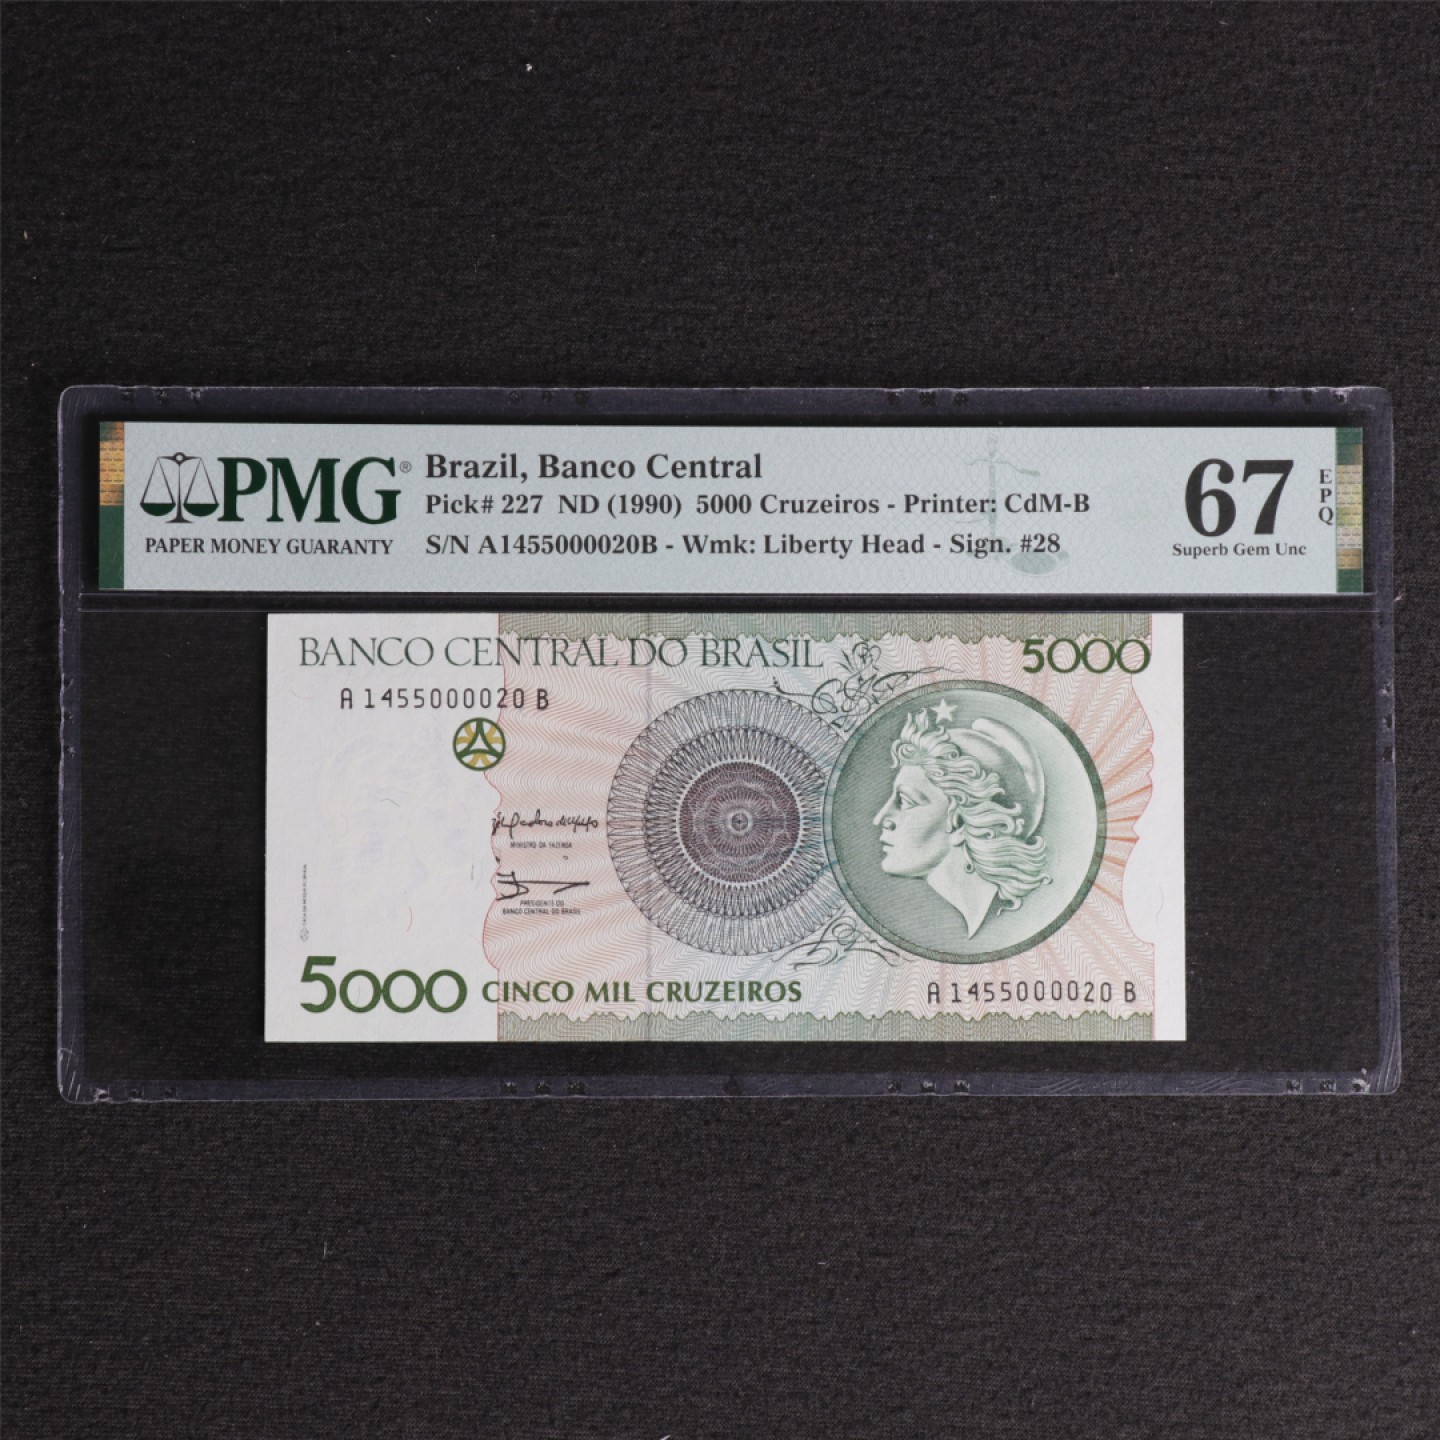 PMG®
PAPER MONEY GUARANTY
Brazil, Banco Central
Pick# 227 ND (1990) 5000 Cruzeiros - Printer: CdM-B
S/N A1455000020B - Wmk: Liberty Head - Sign. #28
67
EPQ
Superb Gem Unc
BANCO CENTRAL DO BRASIL
5000
A 1455000020 B
MINISTRO DA FAZENDA
PRESIDENTE DO
BANCO CENTRAL DO BRASIL
5000 CINCO MIL CRUZEIROS
A 1455000020 B